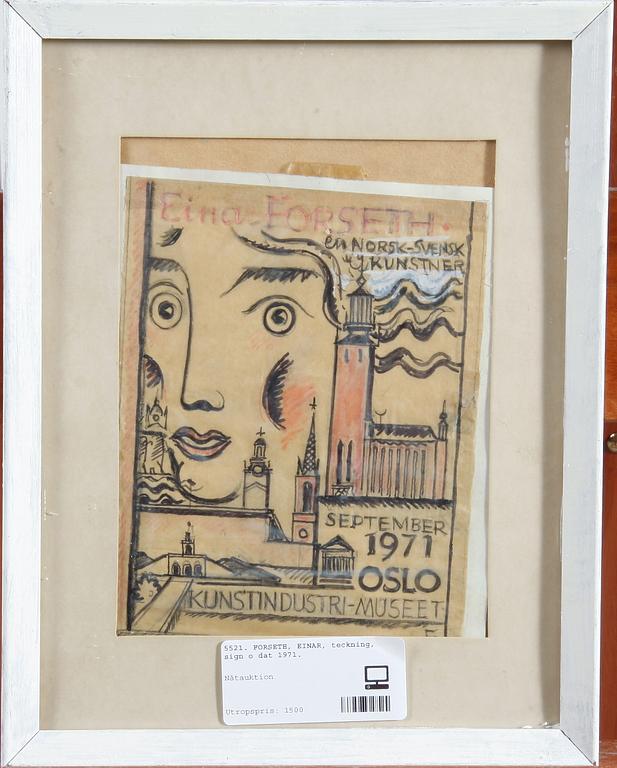 Eina FORSETH.
en NORSK-SVENSK
KUNSTNER
SEPTEMBER
1971
OSLO
KUNSTINDUSTRI-MUSEET
5521. FORSETH, EINAR, teckning,
sign o dat 1971.
Nätauktion
Utropspris: 1500